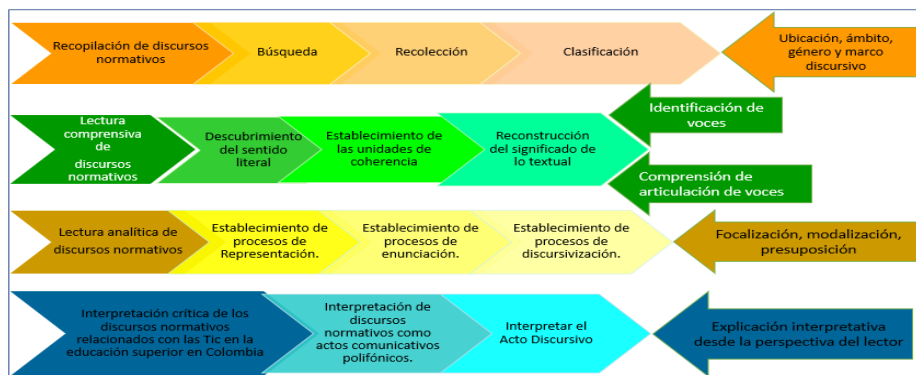 Recopilación de discursos
normativos
Búsqueda
Recolección
Clasificación
Ubicación, ámbito,
género y marco
discursivo
Lectura
comprensiva
de
discursos
normativos
Descubrimiento
del sentido
literal
Establecimiento de
las unidades de
coherencia
Reconstrucción
del significado de
lo textual
Identificación de
voces
Comprensión de
articulación de voces
Lectura analítica de
discursos normativos
Establecimiento de
procesos de
Representación.
Establecimiento de
procesos de
enunciación.
Establecimiento de
procesos de
discursivización.
Focalización, modalización,
presuposición
Interpretación crítica de los
discursos normativos
relacionados con las Tic en la
educación superior en Colombia
Interpretación de
discursos
normativos como
actos comunicativos
polifónicos.
Interpretar el
Acto Discursivo
Explicación interpretativa
desde la perspectiva del lector